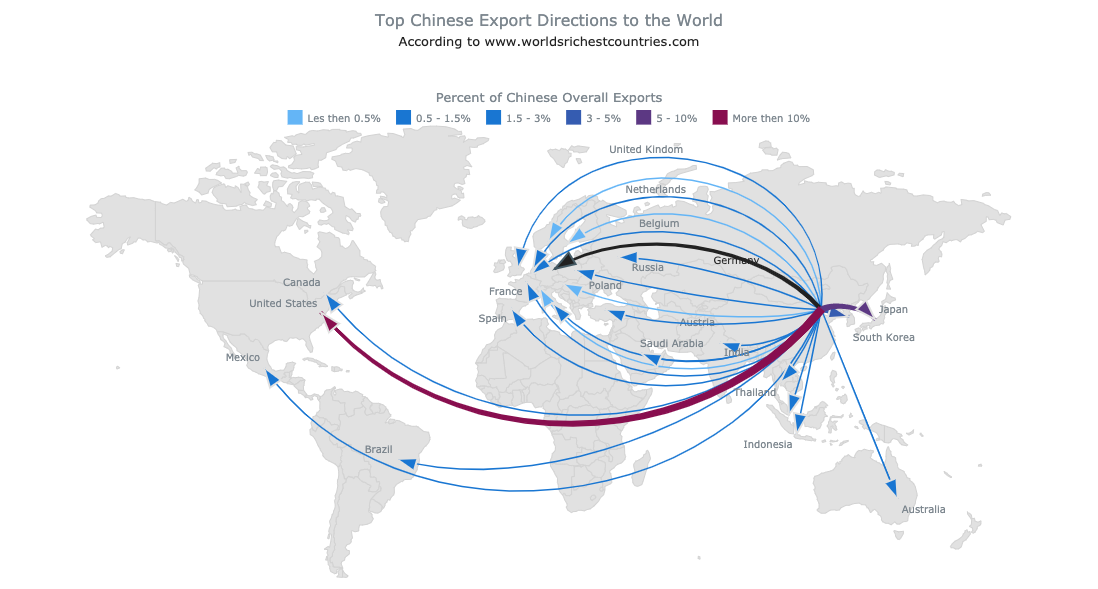 Top Chinese Export Directions to the World
According to www.worldsrichestcountries.com
Percent of Chinese Overall Exports
Les then 0.5% 0.5 - 1.5% 1.5 - 3% 3 - 5% 5 - 10% More then 10%
United Kindom
Netherlands
Belgium
Germany
Russia
Canada
Poland
France
United States
Japan
Spain
Austria
South Korea
Saudi Arabia
India
Mexico
Thailand
Indonesia
Brazil
Australia